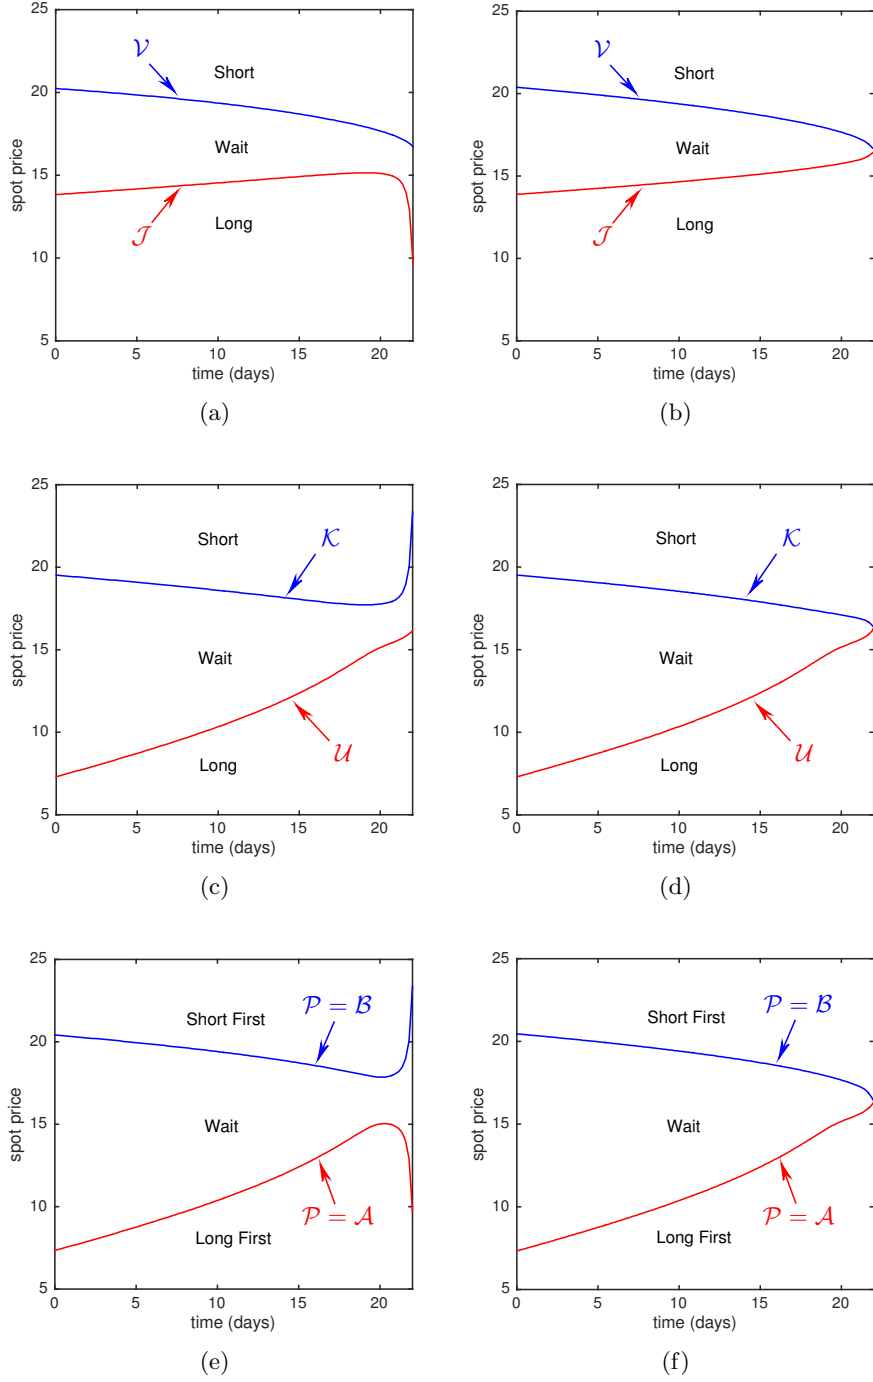 25
20
15
10
5
spot price
𝒱
Short
Wait
𝒥
Long
0 5 10 15 20
time (days)
(a)
25
20
15
10
5
spot price
𝒱
Short
Wait
𝒥
Long
0 5 10 15 20
time (days)
(b)
25
20
15
10
5
spot price
Short
𝒦
Wait
𝒰
Long
0 5 10 15 20
time (days)
(c)
25
20
15
10
5
spot price
Short
𝒦
Wait
𝒰
Long
0 5 10 15 20
time (days)
(d)
25
20
15
10
5
spot price
𝒫 = ℬ
Short First
Wait
𝒫 = 𝒜
Long First
0 5 10 15 20
time (days)
(e)
25
20
15
10
5
spot price
𝒫 = ℬ
Short First
Wait
𝒫 = 𝒜
Long First
0 5 10 15 20
time (days)
(f)